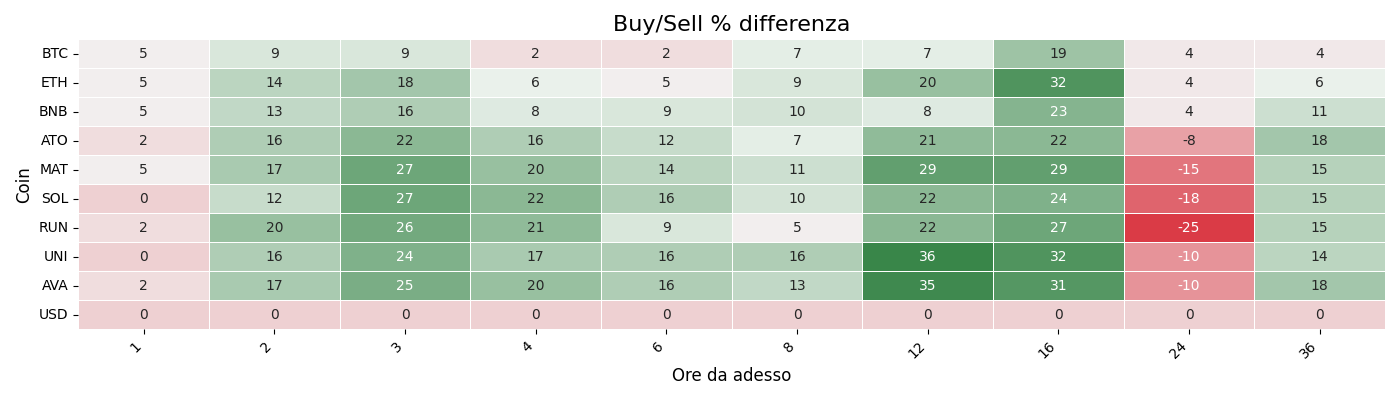 Buy/Sell % differenza
Coin
BTC 5 9 9 2 2 7 7 19 4 4
ETH 5 14 18 6 5 9 20 32 4 6
BNB 5 13 16 8 9 10 8 23 4 11
ATO 2 16 22 16 12 7 21 22 -8 18
MAT 5 17 27 20 14 11 29 29 -15 15
SOL 0 12 27 22 16 10 22 24 -18 15
RUN 2 20 26 21 9 5 22 27 -25 15
UNI 0 16 24 17 16 16 36 32 -10 14
AVA 2 17 25 20 16 13 35 31 -10 18
USD 0 0 0 0 0 0 0 0 0 0
1 2 3 4 6 8 12 16 24 36
Ore da adesso